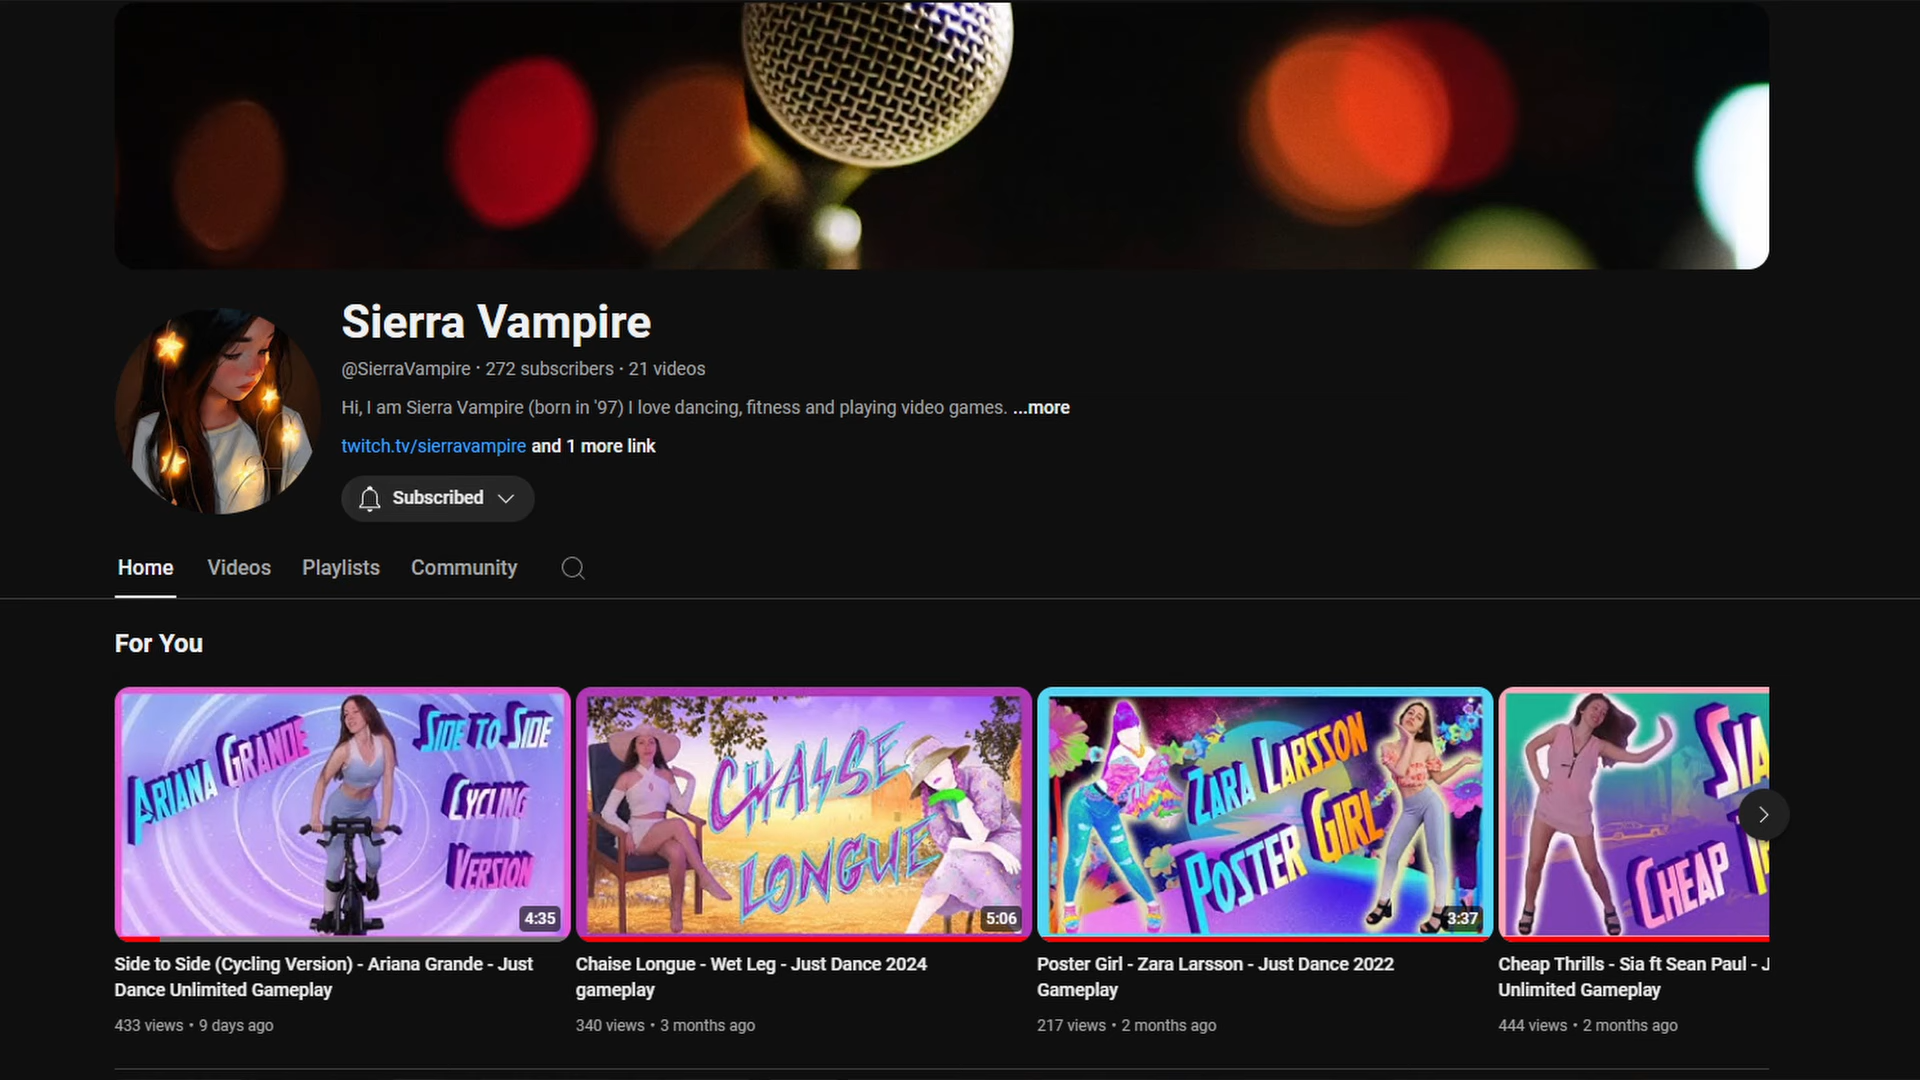 Sierra Vampire
@SierraVampire · 272 subscribers · 21 videos
Hi, I am Sierra Vampire (born in '97) I love dancing, fitness and playing video games. ...more
twitch.tv/sierravampire and 1 more link
Subscribed
Home Videos Playlists Community
For You
ARIANA GRANDE
SIDE TO SIDE
CYCLING
VERSION
4:35
CHAISE
LONGUE
5:06
ZARA LARSSON
POSTER GIRL
3:37
SIA
CHEAP
Side to Side (Cycling Version) - Ariana Grande - Just
Dance Unlimited Gameplay
433 views • 9 days ago
Chaise Longue - Wet Leg - Just Dance 2024
gameplay
340 views • 3 months ago
Poster Girl - Zara Larsson - Just Dance 2022
Gameplay
217 views • 2 months ago
Cheap Thrills - Sia ft Sean Paul - J
Unlimited Gameplay
444 views • 2 months ago